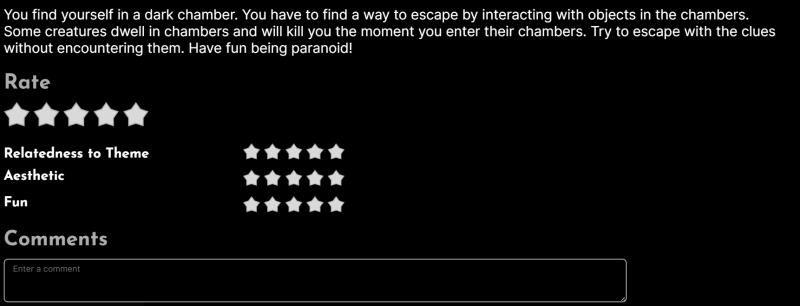 You find yourself in a dark chamber. You have to find a way to escape by interacting with objects in the chambers.
Some creatures dwell in chambers and will kill you the moment you enter their chambers. Try to escape with the clues
without encountering them. Have fun being paranoid!
Rate
Relatedness to Theme
Aesthetic
Fun
Comments
Enter a comment